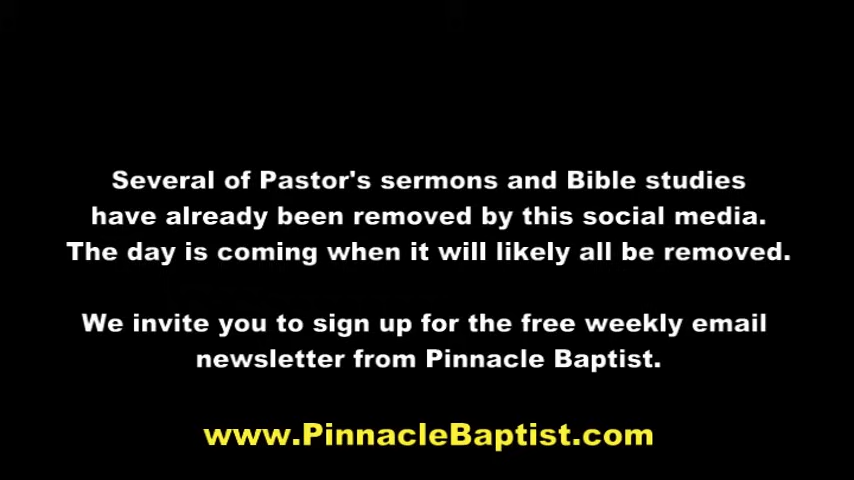 Several of Pastor's sermons and Bible studies
have already been removed by this social media.
The day is coming when it will likely all be removed.
We invite you to sign up for the free weekly email
newsletter from Pinnacle Baptist.
www.PinnacleBaptist.com